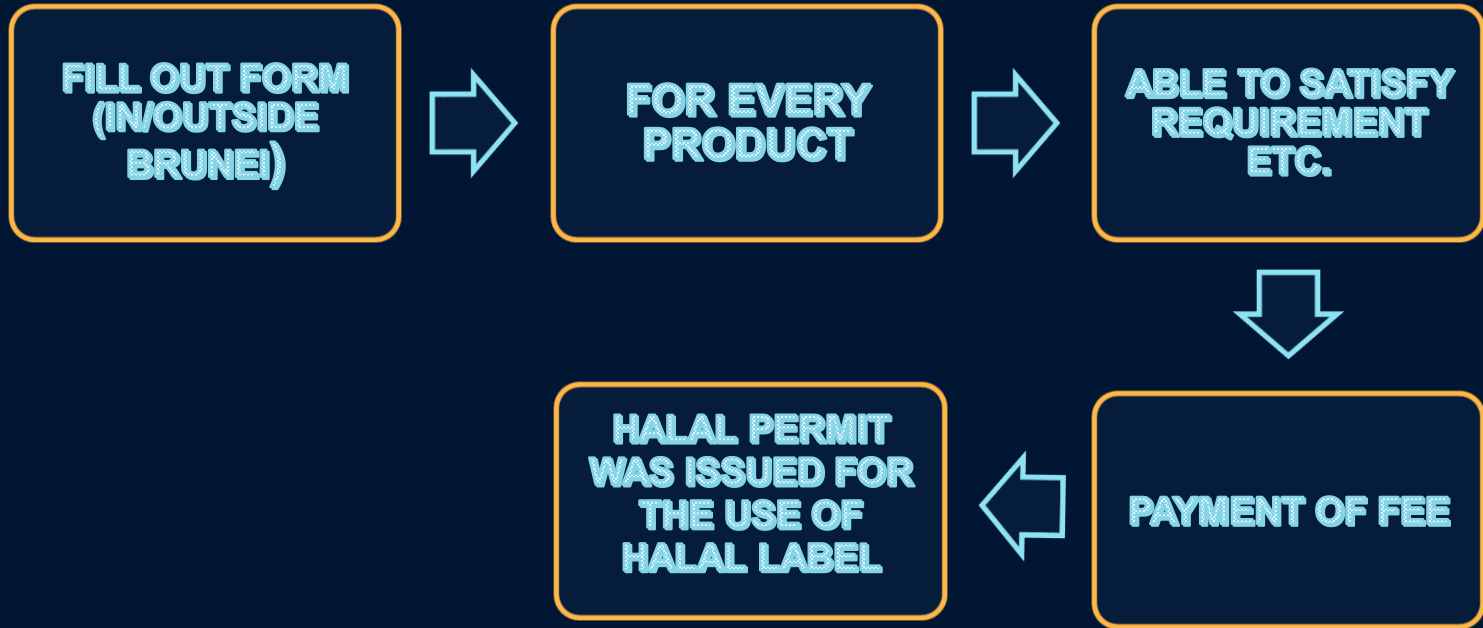 FILL OUT FORM
(IN/OUTSIDE
BRUNEI)
FOR EVERY
PRODUCT
ABLE TO SATISFY
REQUIREMENT
ETC.
PAYMENT OF FEE
HALAL PERMIT
WAS ISSUED FOR
THE USE OF
HALAL LABEL